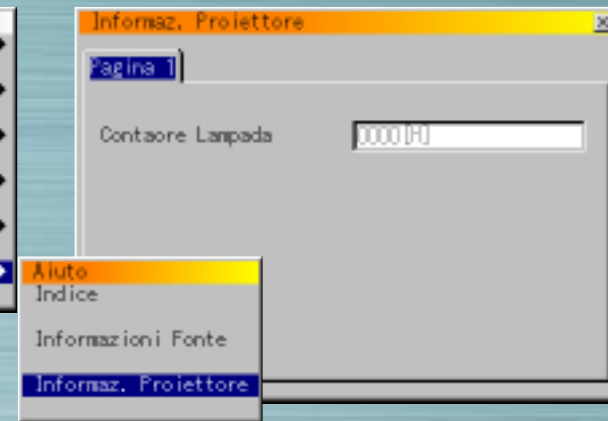 Informaz. Proiettore
Pagina 1
Contaore Lampada
0000[H]
Aiuto
Indice
Informazioni Fonte
Informaz. Proiettore